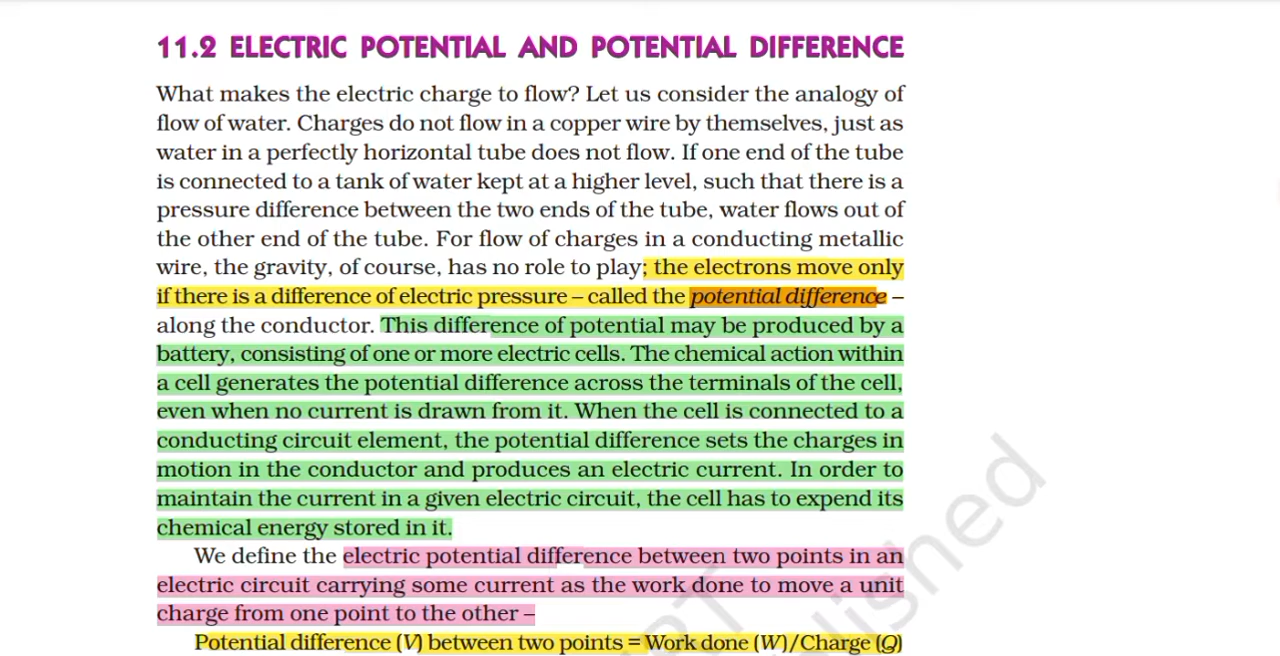 11.2 ELECTRIC POTENTIAL AND POTENTIAL DIFFERENCE
What makes the electric charge to flow? Let us consider the analogy of
flow of water. Charges do not flow in a copper wire by themselves, just as
water in a perfectly horizontal tube does not flow. If one end of the tube
is connected to a tank of water kept at a higher level, such that there is a
pressure difference between the two ends of the tube, water flows out of
the other end of the tube. For flow of charges in a conducting metallic
wire, the gravity, of course, has no role to play; the electrons move only
if there is a difference of electric pressure – called the potential difference –
along the conductor. This difference of potential may be produced by a
battery, consisting of one or more electric cells. The chemical action within
a cell generates the potential difference across the terminals of the cell,
even when no current is drawn from it. When the cell is connected to a
conducting circuit element, the potential difference sets the charges in
motion in the conductor and produces an electric current. In order to
maintain the current in a given electric circuit, the cell has to expend its
chemical energy stored in it.
We define the electric potential difference between two points in an
electric circuit carrying some current as the work done to move a unit
charge from one point to the other –
Potential difference (V) between two points = Work done (W)/Charge (Q)